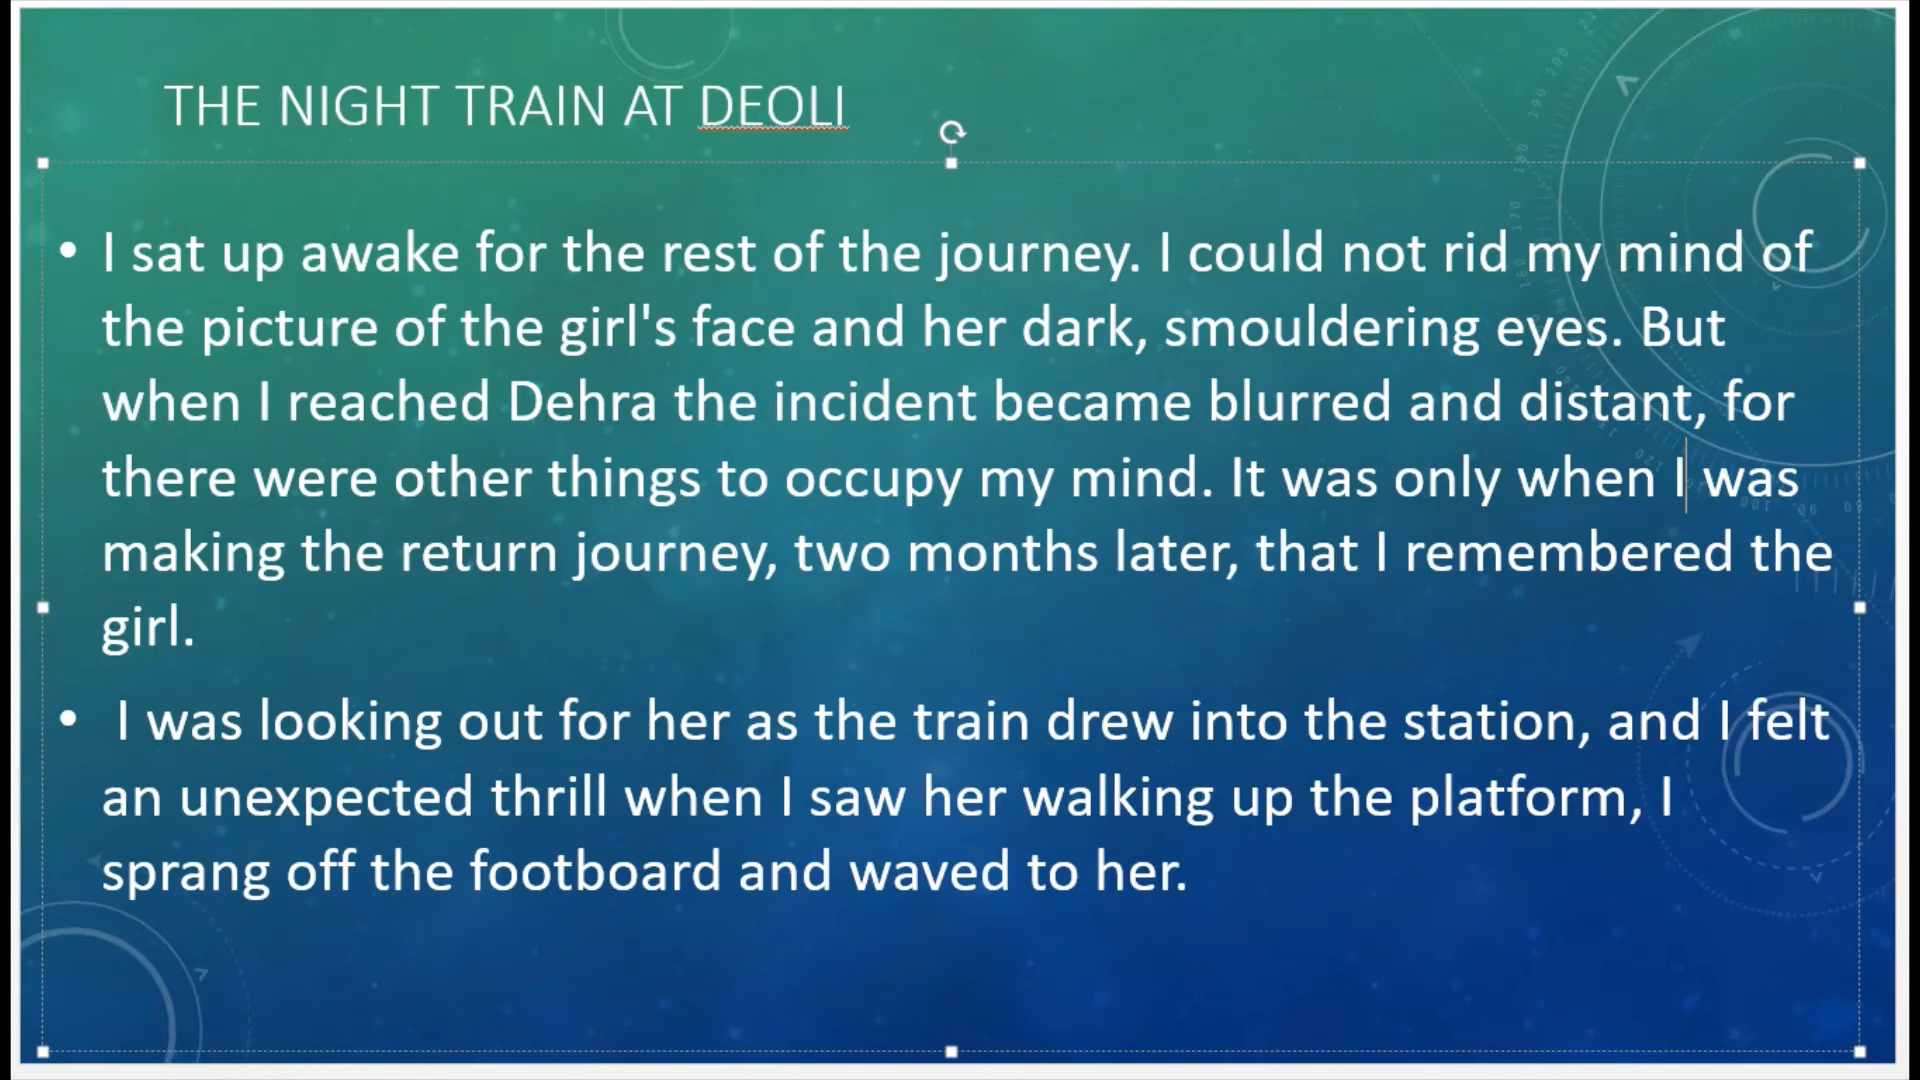 THE NIGHT TRAIN AT DEOLI
• I sat up awake for the rest of the journey. I could not rid my mind of
the picture of the girl's face and her dark, smouldering eyes. But
when I reached Dehra the incident became blurred and distant, for
there were other things to occupy my mind. It was only when I was
making the return journey, two months later, that I remembered the
girl.
• I was looking out for her as the train drew into the station, and I felt
an unexpected thrill when I saw her walking up the platform, I
sprang off the footboard and waved to her.